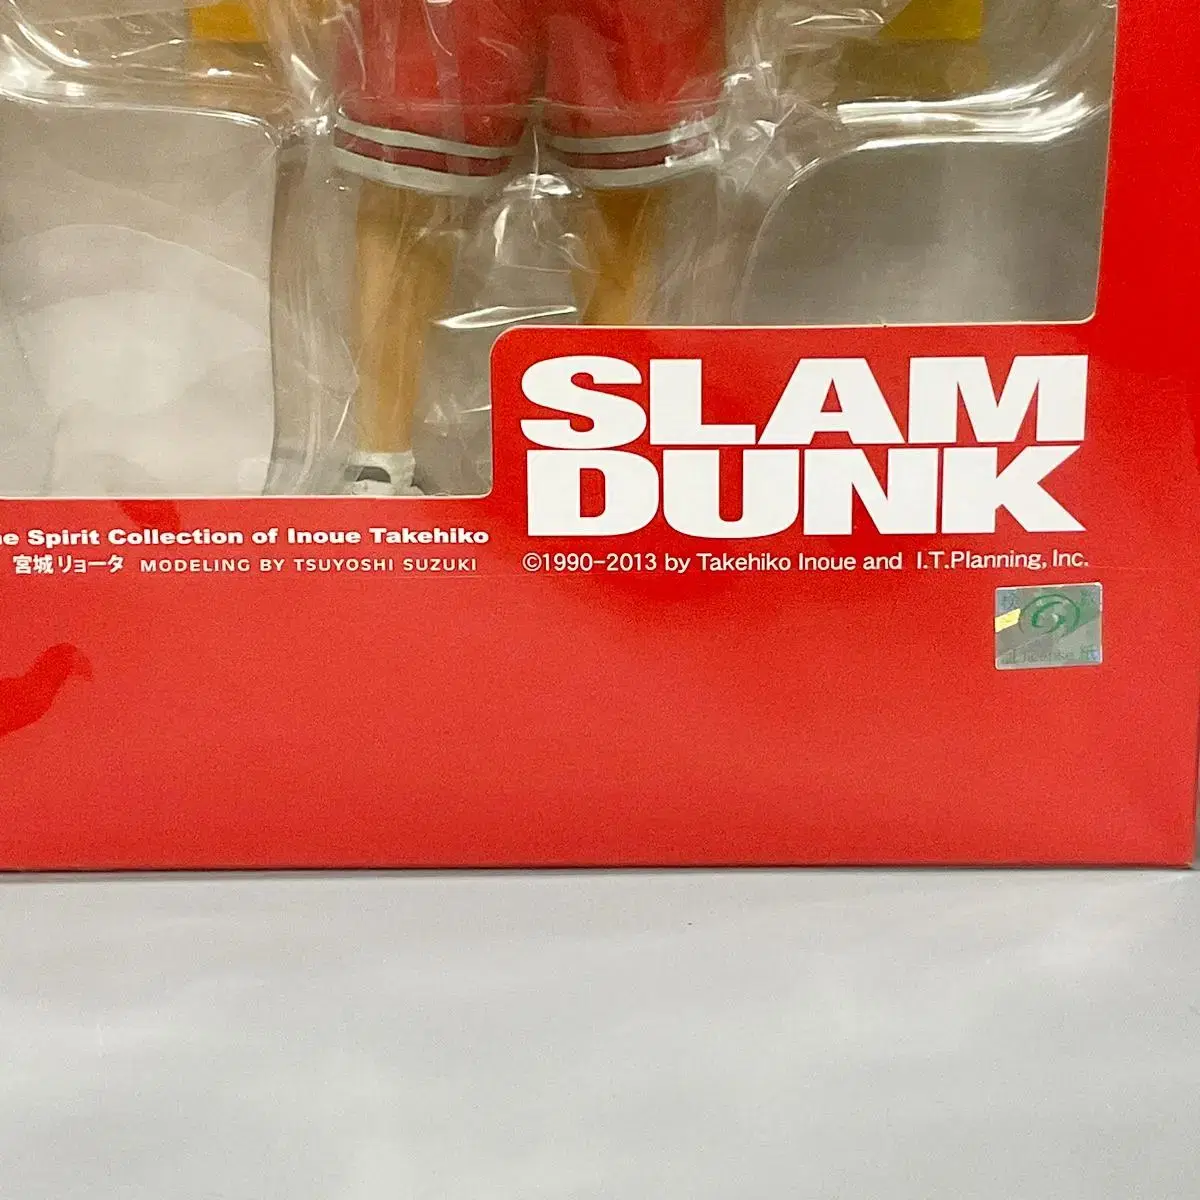 SLAM
DUNK
e Spirit Collection of Inoue Takehiko
宮城リョータ MODELING BY TSUYOSHI SUZUKI
©1990-2013 by Takehiko Inoue and I.T.Planning, Inc.